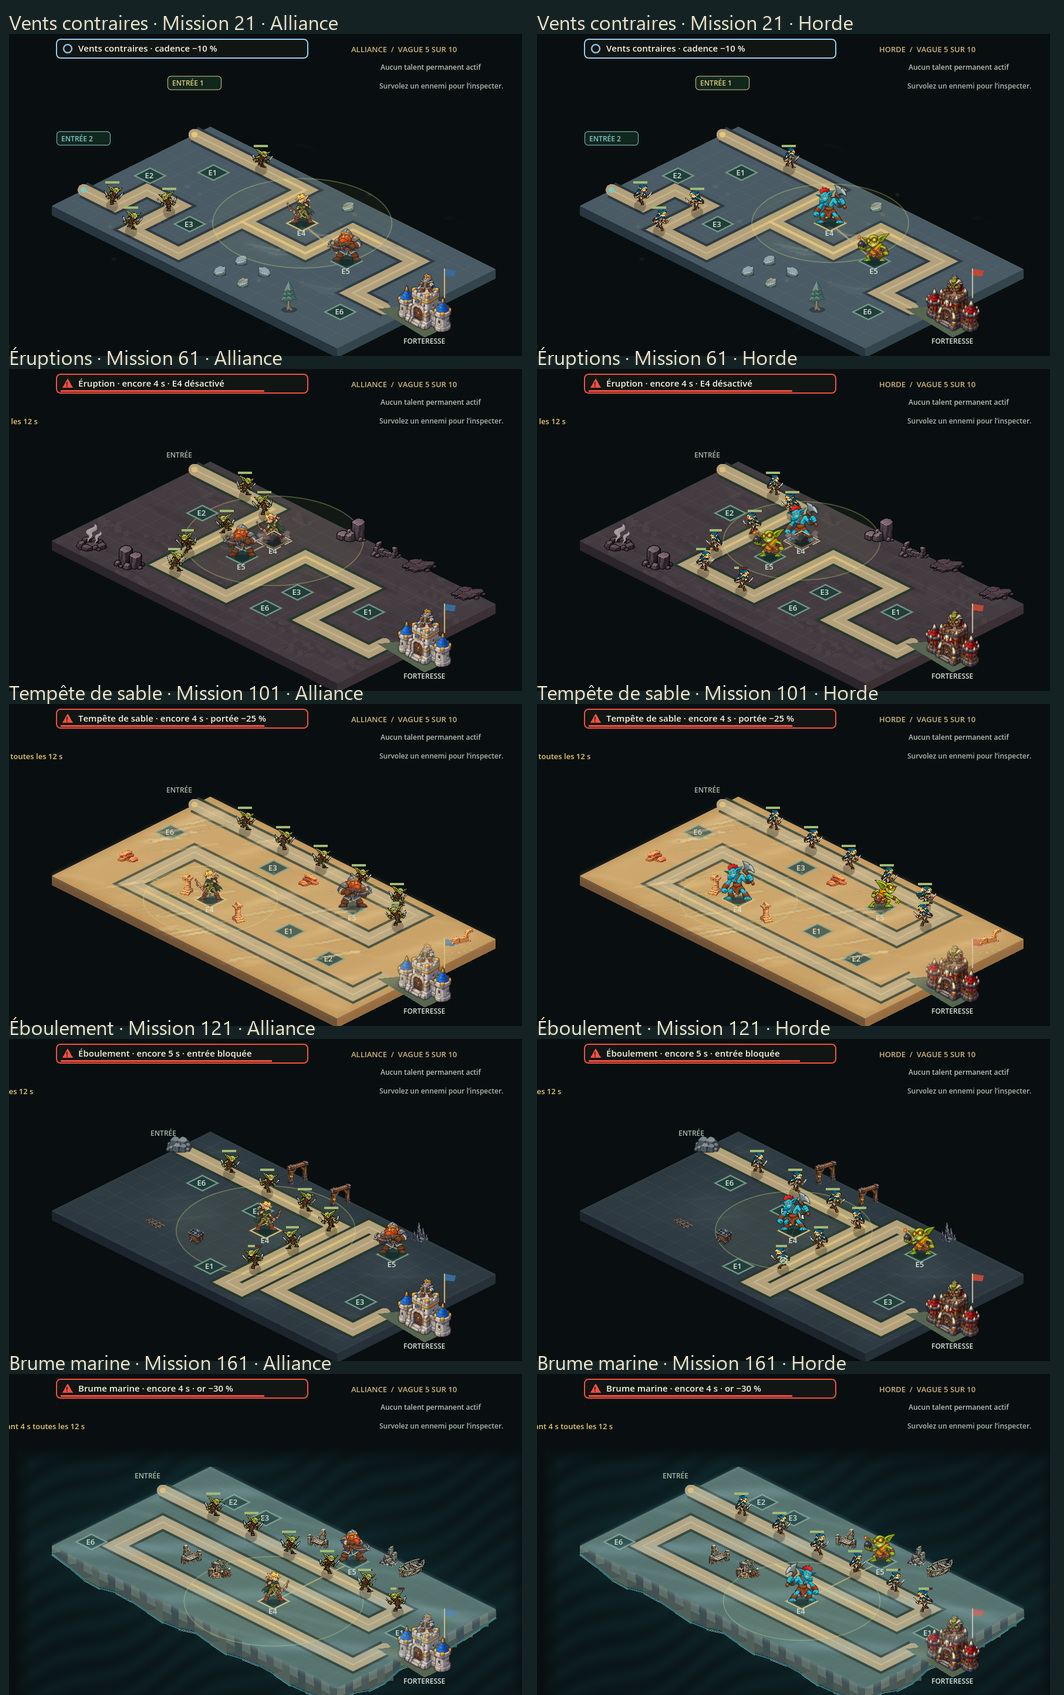 Vents contraires · Mission 21 · Alliance
Vents contraires · cadence −10 %
ALLIANCE / VAGUE 5 SUR 10
Aucun talent permanent actif
Survolez un ennemi pour l'inspecter.
ENTRÉE 1
ENTRÉE 2
E1
E2
E3
E4
E5
E6
FORTERESSE
Vents contraires · Mission 21 · Horde
Vents contraires · cadence −10 %
HORDE / VAGUE 5 SUR 10
Aucun talent permanent actif
Survolez un ennemi pour l'inspecter.
ENTRÉE 1
ENTRÉE 2
E1
E2
E3
E4
E5
E6
FORTERESSE
Éruptions · Mission 61 · Alliance
Éruption · encore 4 s · E4 désactivé
ALLIANCE / VAGUE 5 SUR 10
Aucun talent permanent actif
les 12 s
Survolez un ennemi pour l'inspecter.
ENTRÉE
E2
E4
E5
E3
E6
E1
FORTERESSE
Éruptions · Mission 61 · Horde
Éruption · encore 4 s · E4 désactivé
HORDE / VAGUE 5 SUR 10
Aucun talent permanent actif
les 12 s
Survolez un ennemi pour l'inspecter.
ENTRÉE
E2
E4
E5
E3
E6
E1
FORTERESSE
Tempête de sable · Mission 101 · Alliance
Tempête de sable · encore 4 s · portée −25 %
ALLIANCE / VAGUE 5 SUR 10
Aucun talent permanent actif
toutes les 12 s
Survolez un ennemi pour l'inspecter.
ENTRÉE
E6
E3
E4
E5
E1
E2
FORTERESSE
Tempête de sable · Mission 101 · Horde
Tempête de sable · encore 4 s · portée −25 %
HORDE / VAGUE 5 SUR 10
Aucun talent permanent actif
toutes les 12 s
Survolez un ennemi pour l'inspecter.
ENTRÉE
E6
E3
E4
E5
E1
E2
FORTERESSE
Éboulement · Mission 121 · Alliance
Éboulement · encore 5 s · entrée bloquée
ALLIANCE / VAGUE 5 SUR 10
Aucun talent permanent actif
es 12 s
Survolez un ennemi pour l'inspecter.
ENTRÉE
E6
E4
E5
E1
E3
FORTERESSE
Éboulement · Mission 121 · Horde
Éboulement · encore 5 s · entrée bloquée
HORDE / VAGUE 5 SUR 10
Aucun talent permanent actif
es 12 s
Survolez un ennemi pour l'inspecter.
ENTRÉE
E6
E4
E5
E1
E3
FORTERESSE
Brume marine · Mission 161 · Alliance
Brume marine · encore 4 s · or −30 %
ALLIANCE / VAGUE 5 SUR 10
Aucun talent permanent actif
ant 4 s toutes les 12 s
Survolez un ennemi pour l'inspecter.
ENTRÉE
E2
E3
E6
E5
E4
E1
FORTERESSE
Brume marine · Mission 161 · Horde
Brume marine · encore 4 s · or −30 %
HORDE / VAGUE 5 SUR 10
Aucun talent permanent actif
ant 4 s toutes les 12 s
Survolez un ennemi pour l'inspecter.
ENTRÉE
E2
E3
E6
E5
E4
E1
FORTERESSE